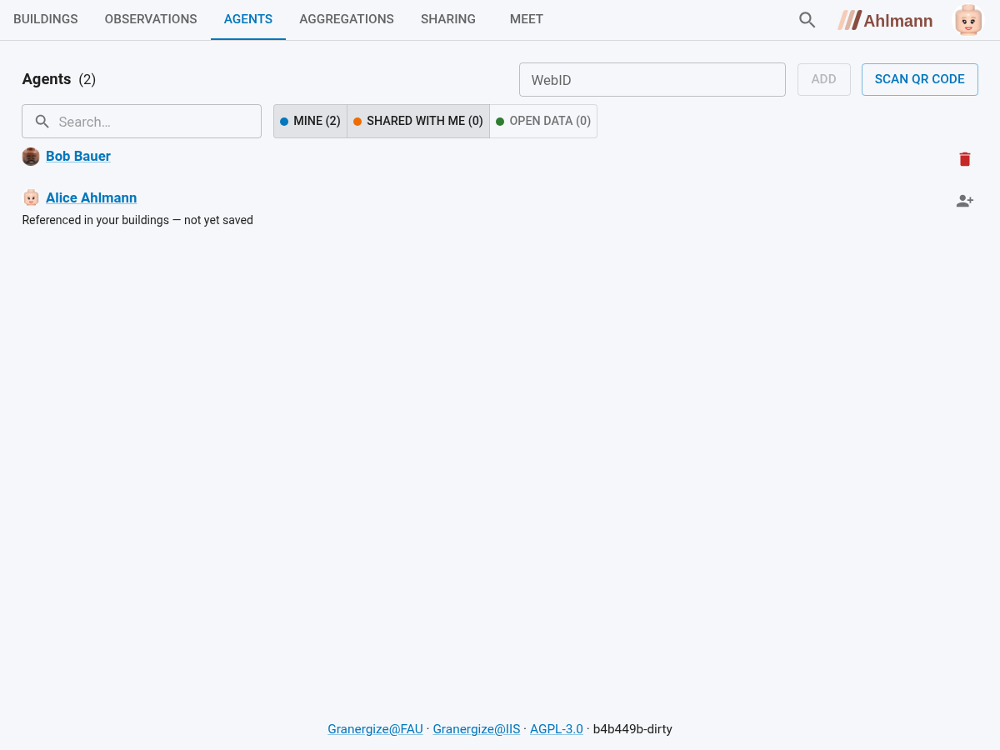 BUILDINGS OBSERVATIONS AGENTS AGGREGATIONS SHARING MEET Ahlmann
Agents (2) WebID ADD SCAN QR CODE
Search... MINE (2) SHARED WITH ME (0) OPEN DATA (0)
Bob Bauer
Alice Ahlmann
Referenced in your buildings — not yet saved
Granergize@FAU · Granergize@IIS · AGPL-3.0 · b4b449b-dirty